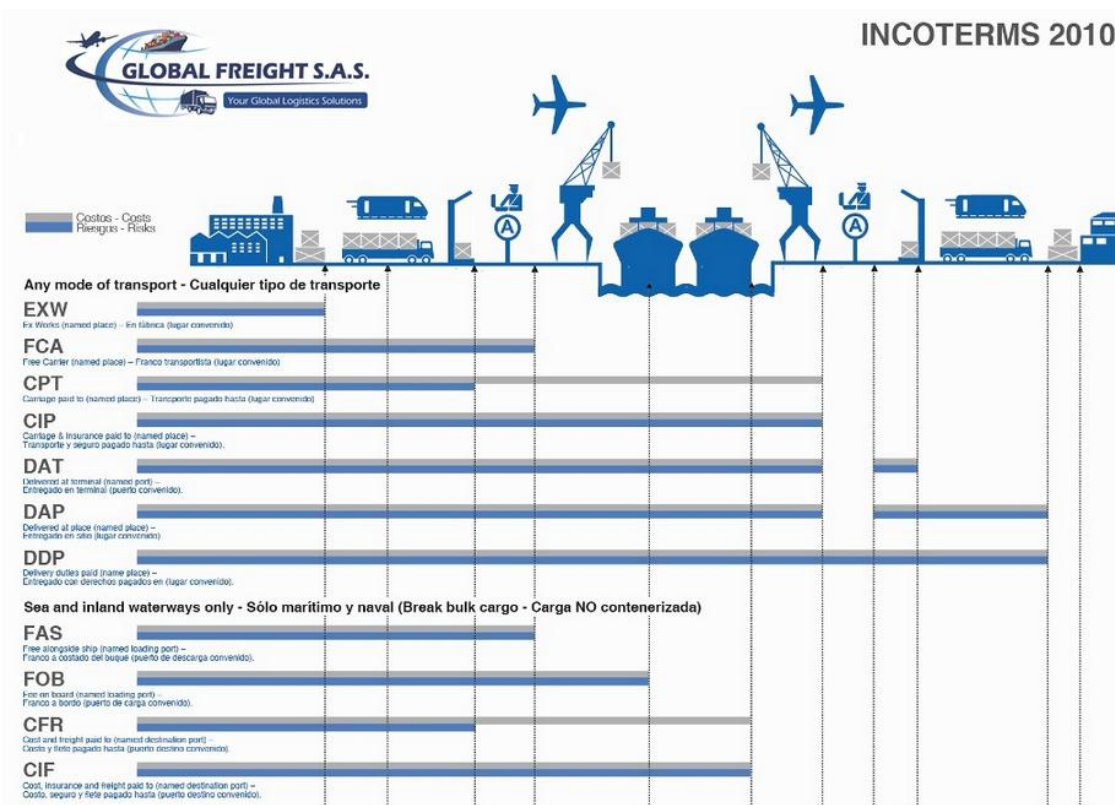 INCOTERMS 2010
GLOBAL FREIGHT S.A.S.
Your Global Logistics Solutions
Costos - Costs
Riesgos - Risks
A
A
Any mode of transport - Cualquier tipo de transporte
EXW
Ex Works (named place) – En fábrica (lugar convenido)
FCA
Free Carrier (named place) – Franco transportista (lugar convenido)
CPT
Carriage paid to (named place) – Transporte pagado hasta (lugar convenido)
CIP
Carriage & Insurance paid to (named place) –
Transporte y seguro pagado hasta (lugar convenido).
DAT
Delivered at terminal (named port) –
Entregado en terminal (puerto convenido).
DAP
Delivered at place (named place) –
Entregado en sitio (lugar convenido).
DDP
Delivery duties paid (name place) –
Entregado con derechos pagados en (lugar convenido).
Sea and inland waterways only - Sólo marítimo y naval (Break bulk cargo - Carga NO contenerizada)
FAS
Free alongside ship (named loading port) –
Franco a costado del buque (puerto de descarga convenido).
FOB
Fee on board (named loading port) –
Franco a bordo (puerto de carga convenido).
CFR
Cost and freight paid to (named destination port) –
Costo y flete pagado hasta (puerto destino convenido).
CIF
Cost, insurance and freight paid to (named destination port) –
Costo, seguro y flete pagado hasta (puerto destino convenido).